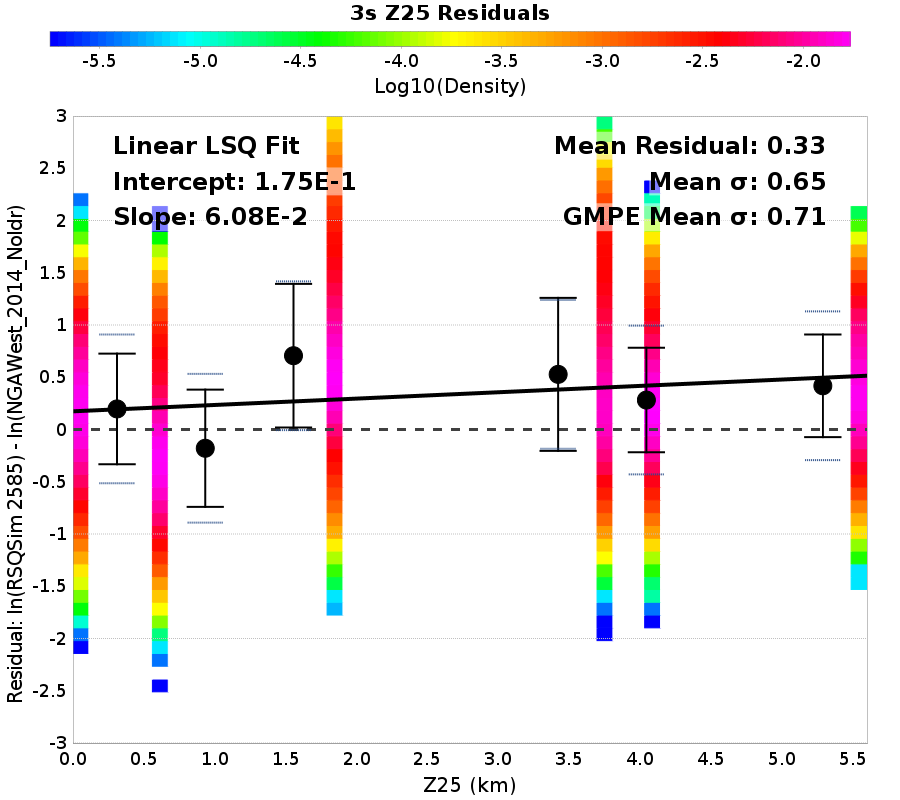 3s Z25 Residuals
-5.5 -5.0 -4.5 -4.0 -3.5 -3.0 -2.5 -2.0
Log10(Density)
Linear LSQ Fit
Intercept: 1.75E-1
Slope: 6.08E-2
Mean Residual: 0.33
Mean σ: 0.65
GMPE Mean σ: 0.71
Residual: ln(RSQSim 2585) - ln(NGAWest_2014_NoIdr)
3
2.5
2
1.5
1
0.5
0
-0.5
-1
-1.5
-2
-2.5
-3
0.0 0.5 1.0 1.5 2.0 2.5 3.0 3.5 4.0 4.5 5.0 5.5
Z25 (km)